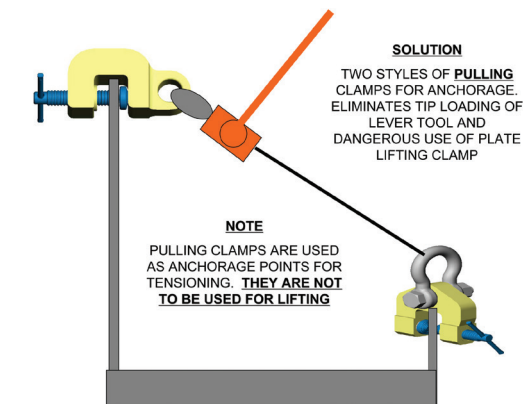 SOLUTION
TWO STYLES OF PULLING
CLAMPS FOR ANCHORAGE.
ELIMINATES TIP LOADING OF
LEVER TOOL AND
DANGEROUS USE OF PLATE
LIFTING CLAMP
NOTE
PULLING CLAMPS ARE USED
AS ANCHORAGE POINTS FOR
TENSIONING. THEY ARE NOT
TO BE USED FOR LIFTING